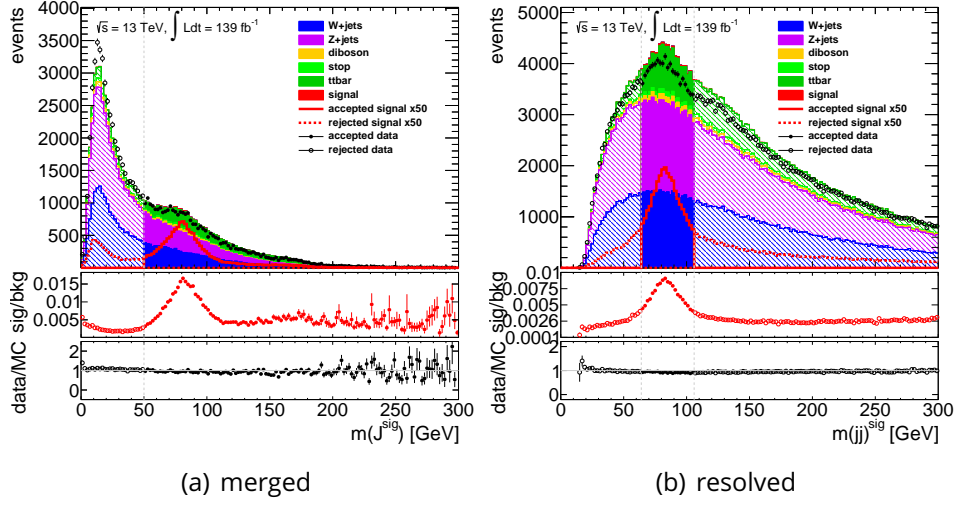 √s = 13 TeV, ∫ Ldt = 139 fb⁻¹
events
4000
3500
3000
2500
2000
1500
1000
500
W+jets
Z+jets
diboson
stop
ttbar
signal
accepted signal x50
rejected signal x50
accepted data
rejected data
sig/bkg
0.015
0.01
0.005
data/MC
2
1
0
0 50 100 150 200 250 300
m(J^sig) [GeV]
(a) merged
√s = 13 TeV, ∫ Ldt = 139 fb⁻¹
events
5000
4000
3000
2000
1000
W+jets
Z+jets
diboson
stop
ttbar
signal
accepted signal x50
rejected signal x50
accepted data
rejected data
sig/bkg
0.01
0.0075
0.005
0.0026
0.0001
data/MC
2
1
0
0 50 100 150 200 250 300
m(jj)^sig [GeV]
(b) resolved